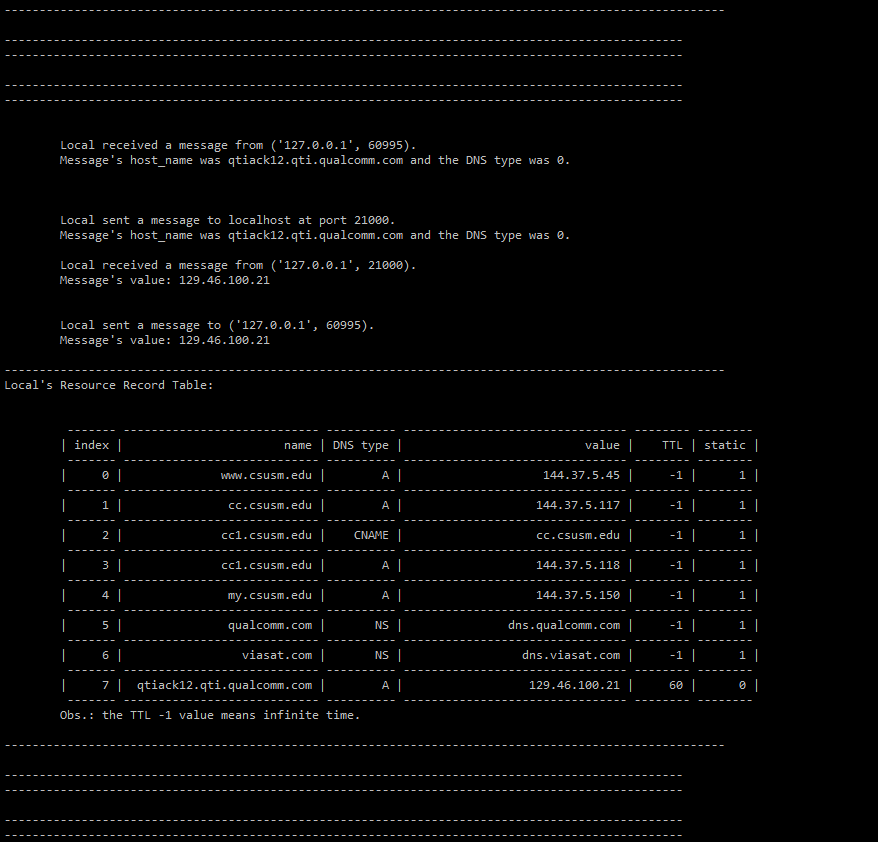 Local received a message from ('127.0.0.1', 60995).
Message's host_name was qtiack12.qti.qualcomm.com and the DNS type was 0.
Local sent a message to localhost at port 21000.
Message's host_name was qtiack12.qti.qualcomm.com and the DNS type was 0.
Local received a message from ('127.0.0.1', 21000).
Message's value: 129.46.100.21
Local sent a message to ('127.0.0.1', 60995).
Message's value: 129.46.100.21
Local's Resource Record Table:
| index | name | DNS type | value | TTL | static |
| 0 | www.csusm.edu | A | 144.37.5.45 | -1 | 1 |
| 1 | cc.csusm.edu | A | 144.37.5.117 | -1 | 1 |
| 2 | cc1.csusm.edu | CNAME | cc.csusm.edu | -1 | 1 |
| 3 | cc1.csusm.edu | A | 144.37.5.118 | -1 | 1 |
| 4 | my.csusm.edu | A | 144.37.5.150 | -1 | 1 |
| 5 | qualcomm.com | NS | dns.qualcomm.com | -1 | 1 |
| 6 | viasat.com | NS | dns.viasat.com | -1 | 1 |
| 7 | qtiack12.qti.qualcomm.com | A | 129.46.100.21 | 60 | 0 |
Obs.: the TTL -1 value means infinite time.